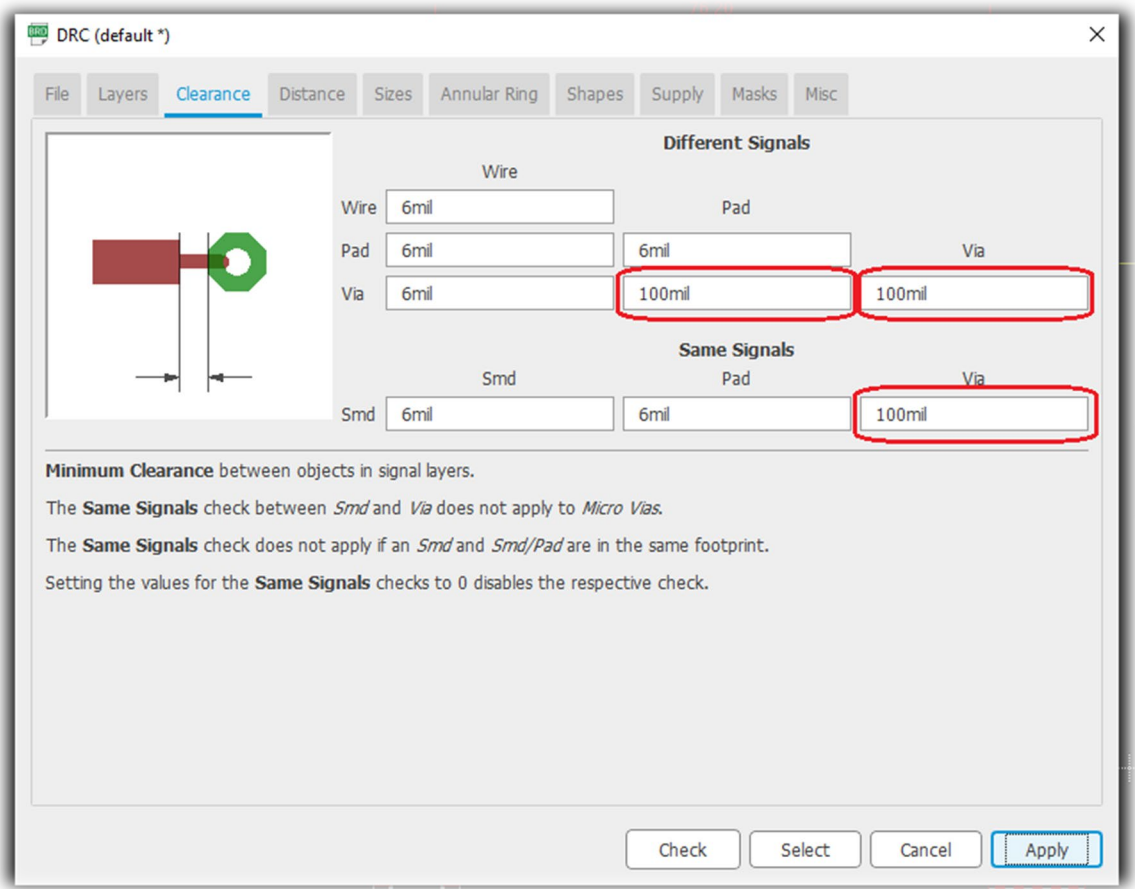 BRD DRC (default *)
File Layers Clearance Distance Sizes Annular Ring Shapes Supply Masks Misc
Different Signals
Wire
Wire 6mil Pad
Pad 6mil 6mil Via
Via 6mil 100mil 100mil
Same Signals
Smd Pad Via
Smd 6mil 6mil 100mil
Minimum Clearance between objects in signal layers.
The Same Signals check between Smd and Via does not apply to Micro Vias.
The Same Signals check does not apply if an Smd and Smd/Pad are in the same footprint.
Setting the values for the Same Signals checks to 0 disables the respective check.
Check Select Cancel Apply